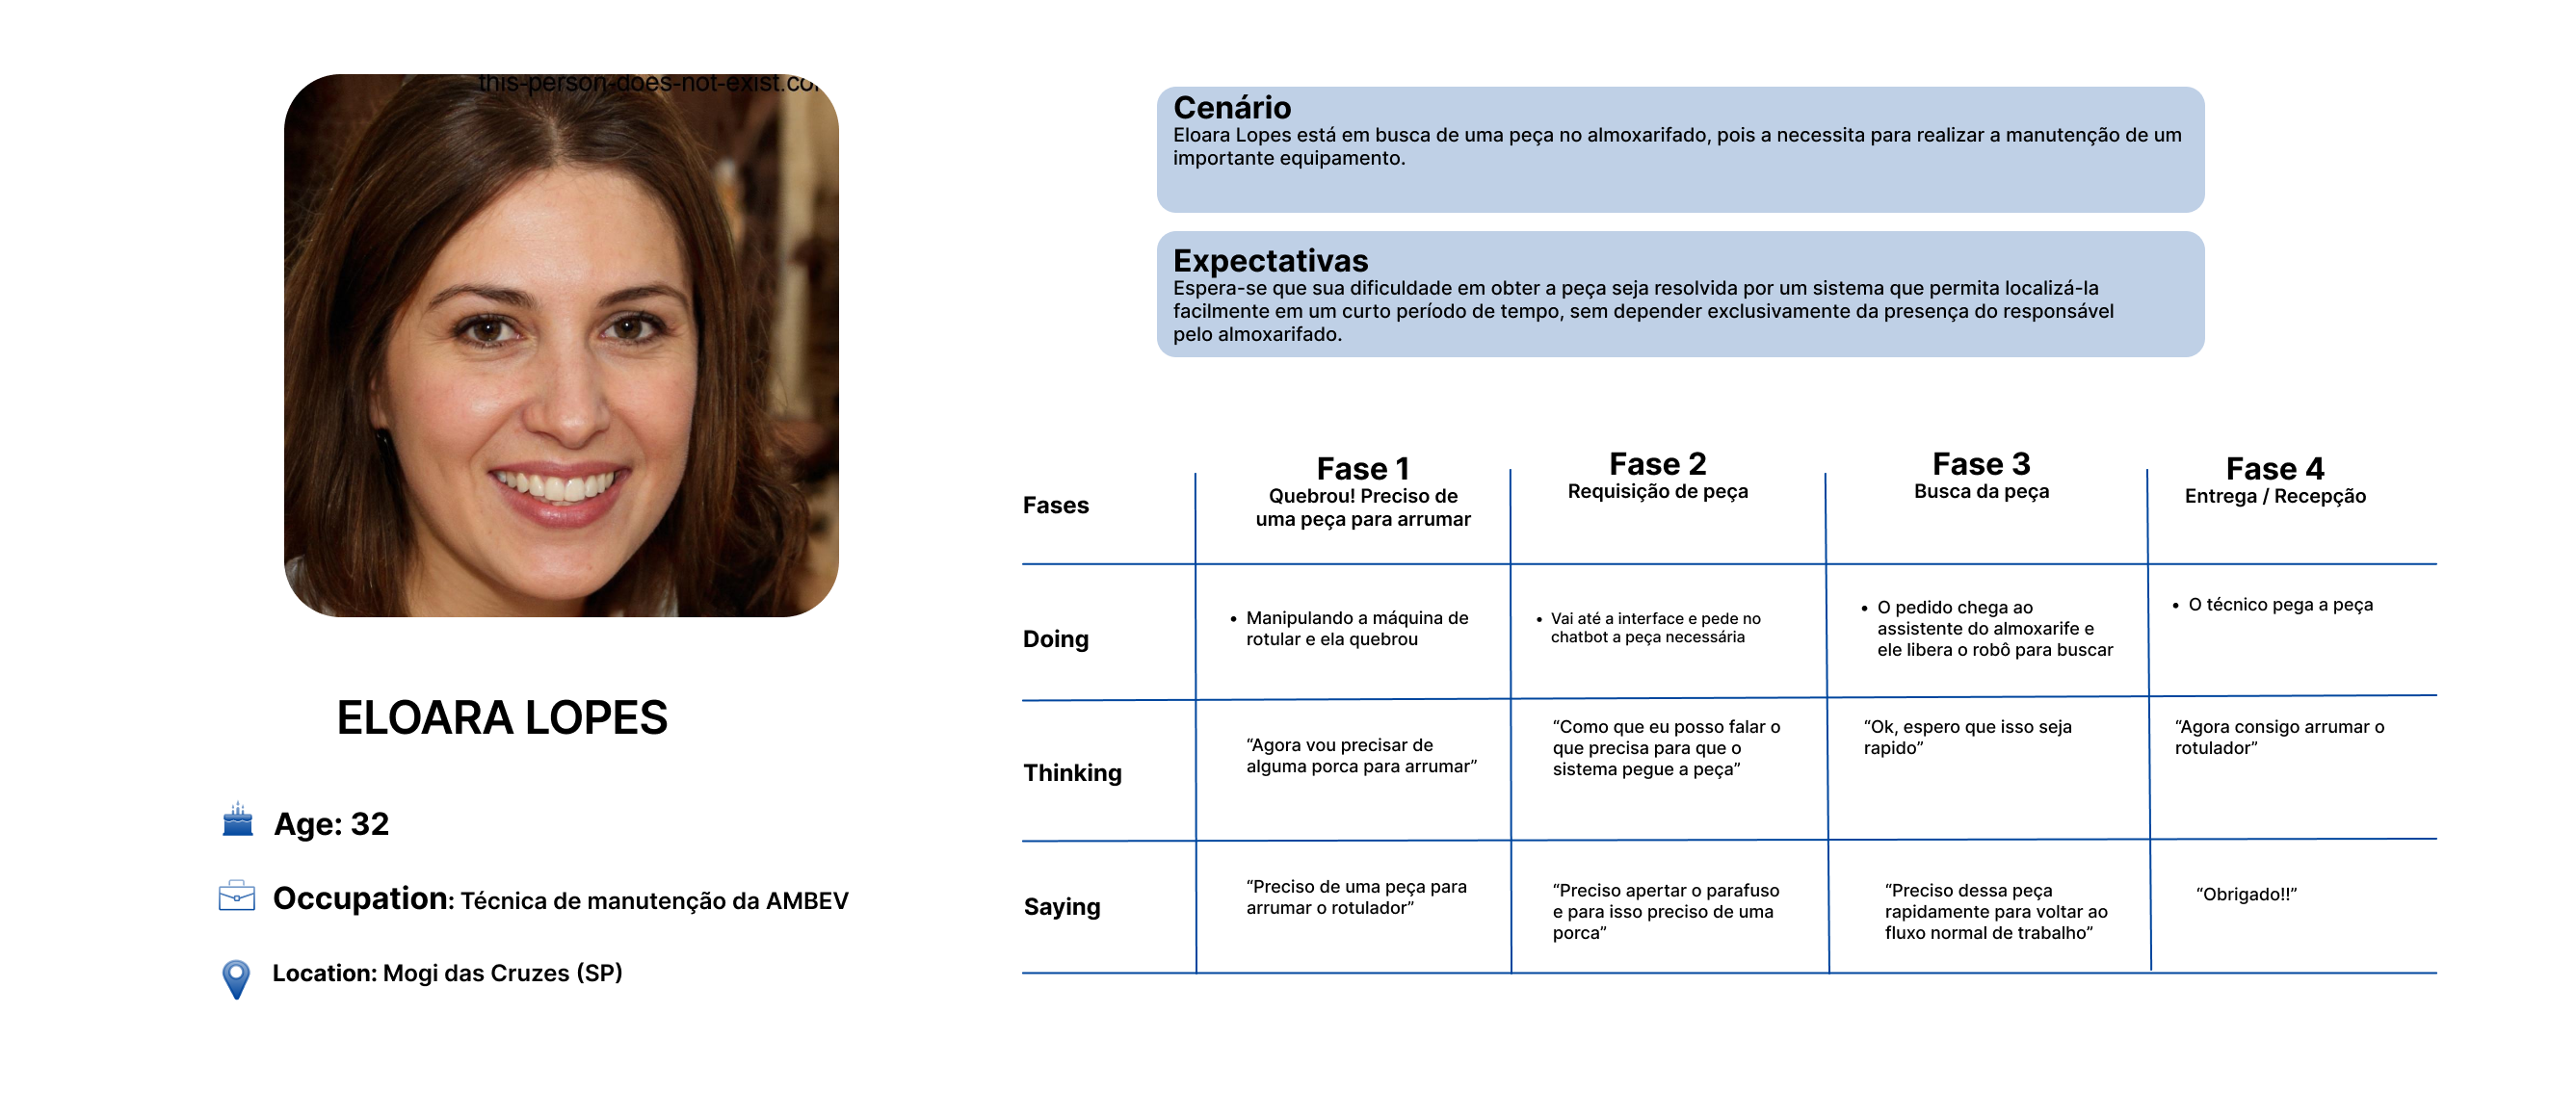 this-person-does-not-exist.co
ELOARA LOPES
Age: 32
Occupation: Técnica de manutenção da AMBEV
Location: Mogi das Cruzes (SP)
Cenário
Eloara Lopes está em busca de uma peça no almoxarifado, pois a necessita para realizar a manutenção de um
importante equipamento.
Expectativas
Espera-se que sua dificuldade em obter a peça seja resolvida por um sistema que permita localizá-la
facilmente em um curto período de tempo, sem depender exclusivamente da presença do responsável
pelo almoxarifado.
Fases
Fase 1
Quebrou! Preciso de
uma peça para arrumar
Fase 2
Requisição de peça
Fase 3
Busca da peça
Fase 4
Entrega / Recepção
Doing
• Manipulando a máquina de
rotular e ela quebrou
• Vai até a interface e pede no
chatbot a peça necessária
• O pedido chega ao
assistente do almoxarife e
ele libera o robô para buscar
• O técnico pega a peça
Thinking
“Agora vou precisar de
alguma porca para arrumar”
“Como que eu posso falar o
que precisa para que o
sistema pegue a peça”
“Ok, espero que isso seja
rapido”
“Agora consigo arrumar o
rotulador”
Saying
“Preciso de uma peça para
arrumar o rotulador”
“Preciso apertar o parafuso
e para isso preciso de uma
porca”
“Preciso dessa peça
rapidamente para voltar ao
fluxo normal de trabalho”
“Obrigado!!”